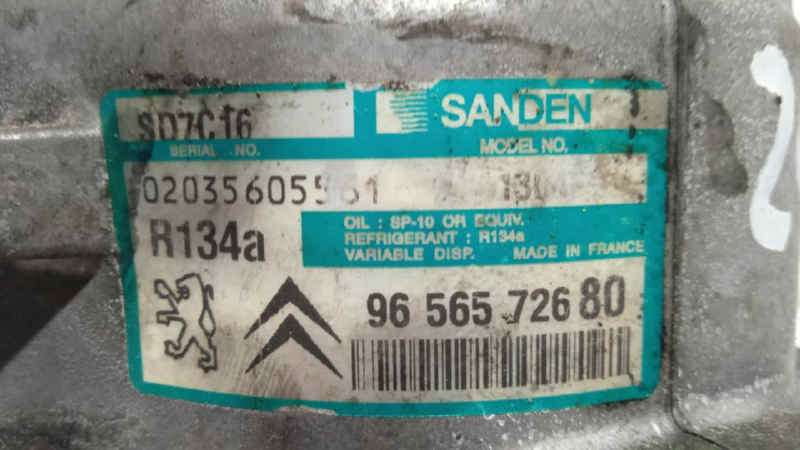 SD7C16
SANDEN
SERIAL NO.
MODEL NO.
R134a
OIL : SP-10 OR EQUIV.
REFRIGERANT : R134a
VARIABLE DISP. MADE IN FRANCE
96 565 726 80